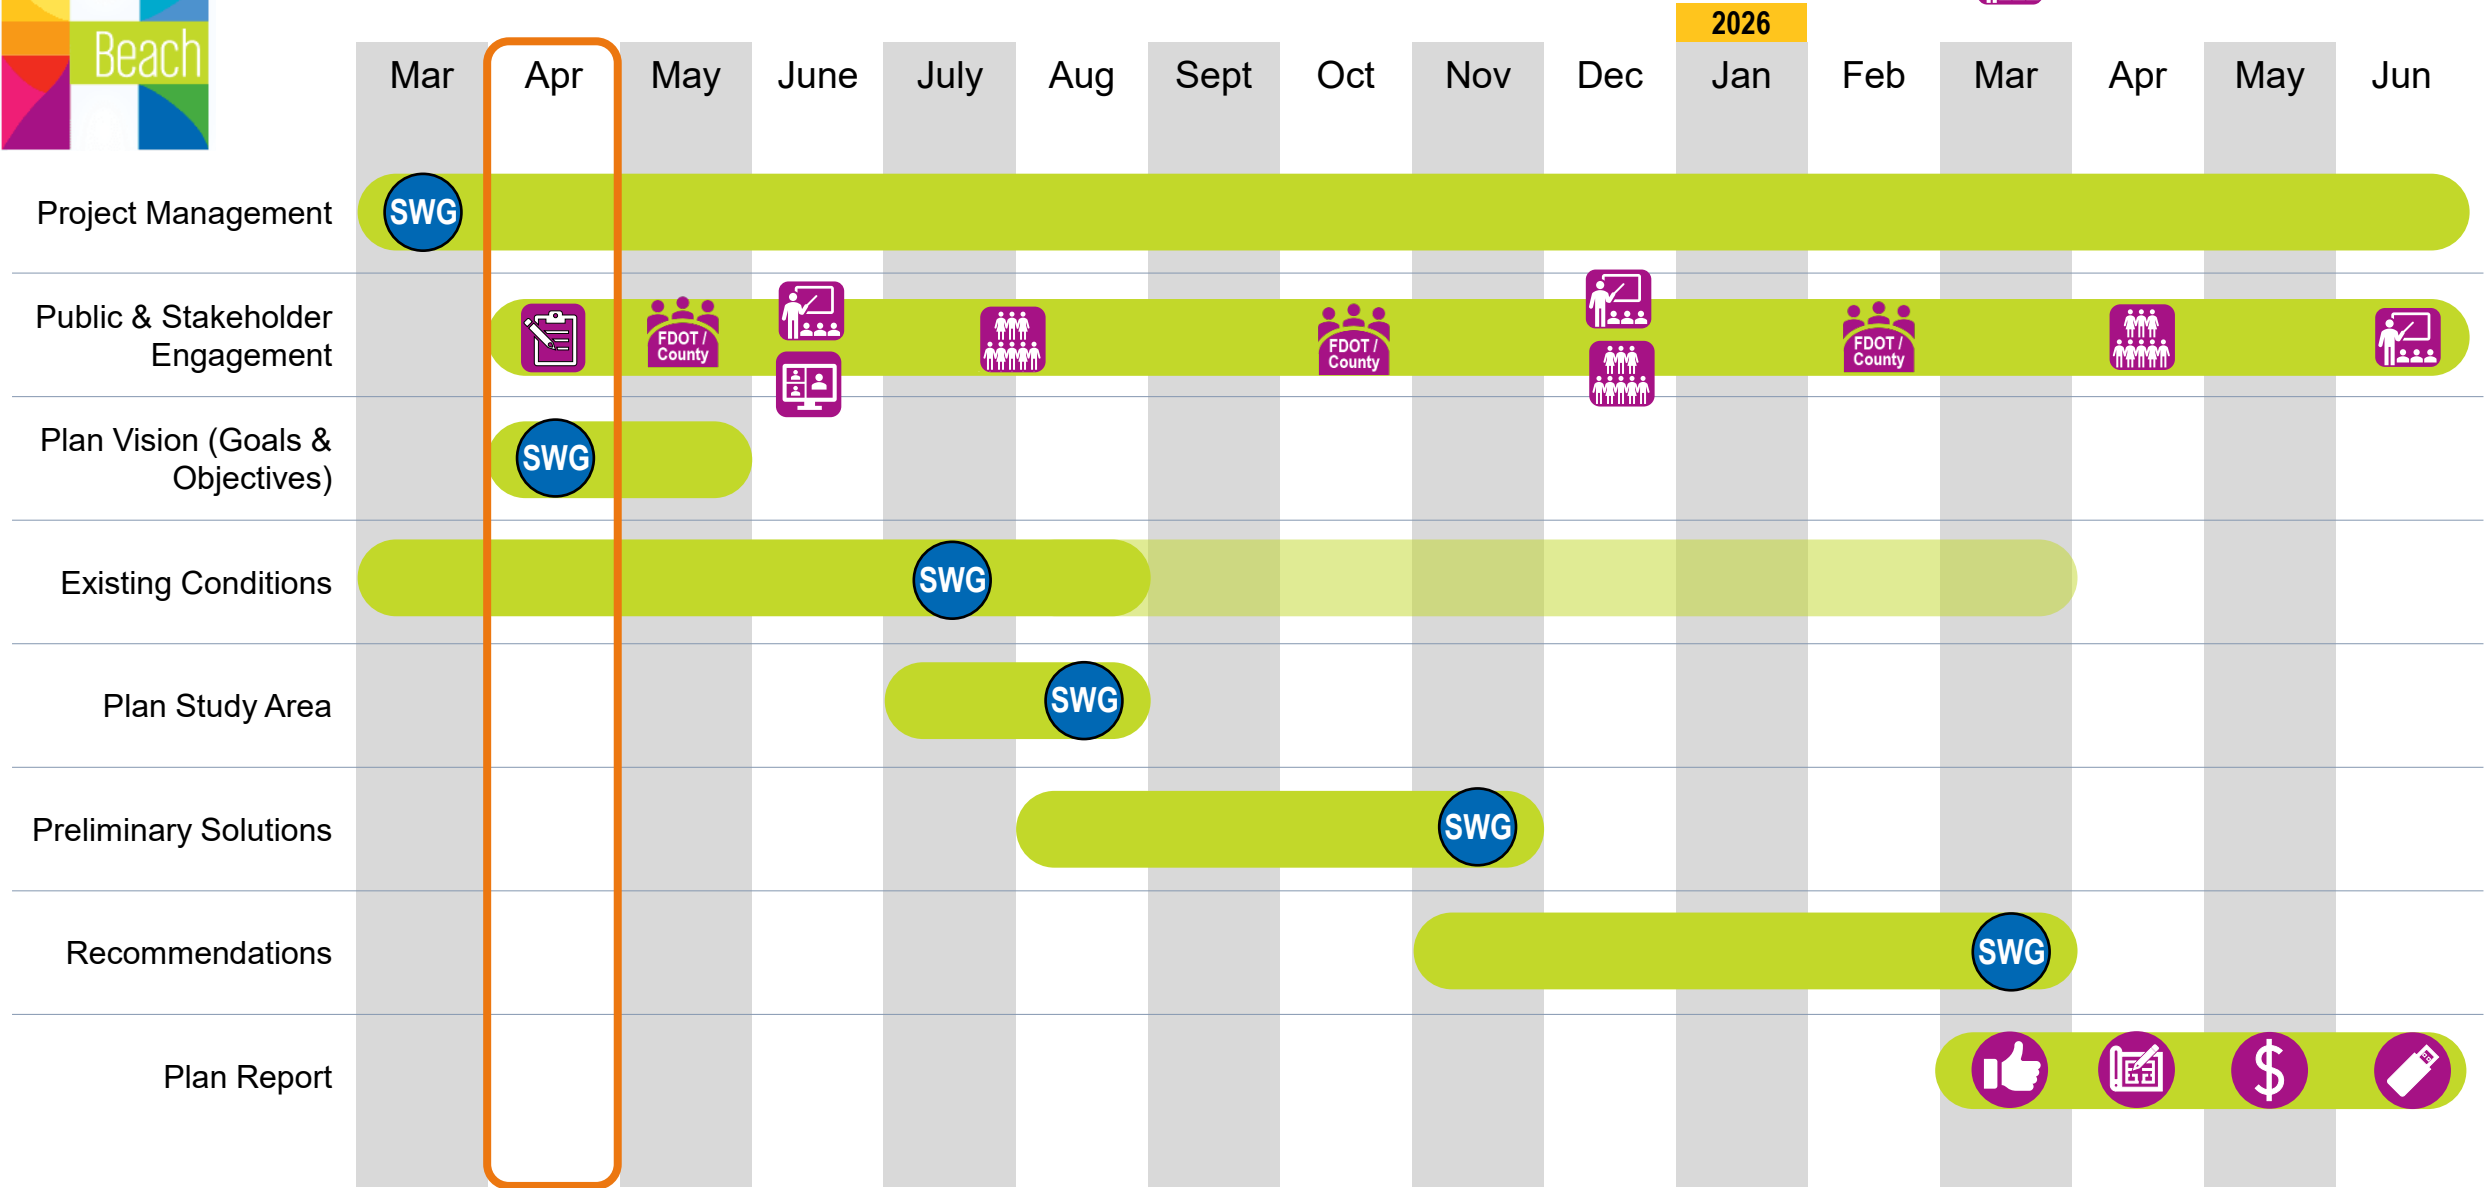 Beach
2026
Mar Apr May June July Aug Sept Oct Nov Dec Jan Feb Mar Apr May Jun
Project Management
SWG
Public & Stakeholder
Engagement
FDOT /
County
FDOT /
County
FDOT /
County
Plan Vision (Goals &
Objectives)
SWG
Existing Conditions
SWG
Plan Study Area
SWG
Preliminary Solutions
SWG
Recommendations
SWG
Plan Report
$